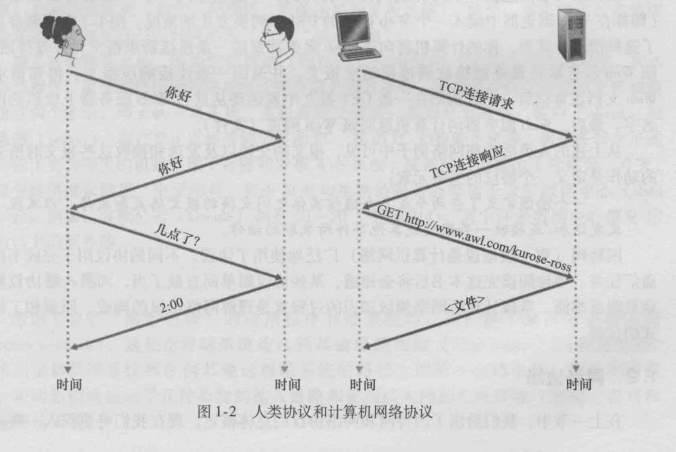 你好
TCP连接请求
你好
TCP连接响应
GET http://www.awl.com/kurose-ross
几点了?
2:00
<文件>
时间
时间
时间
时间
图 1-2 人类协议和计算机网络协议